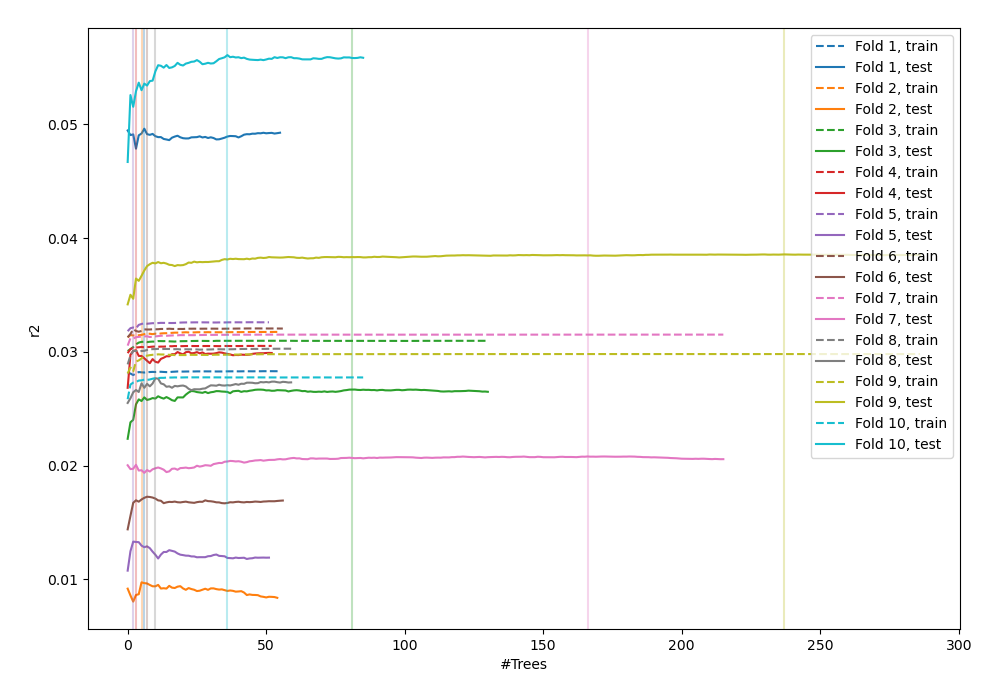 r2
0.05
0.04
0.03
0.02
0.01
0
50
100
150
200
250
300
#Trees
Fold 1, train
Fold 1, test
Fold 2, train
Fold 2, test
Fold 3, train
Fold 3, test
Fold 4, train
Fold 4, test
Fold 5, train
Fold 5, test
Fold 6, train
Fold 6, test
Fold 7, train
Fold 7, test
Fold 8, train
Fold 8, test
Fold 9, train
Fold 9, test
Fold 10, train
Fold 10, test